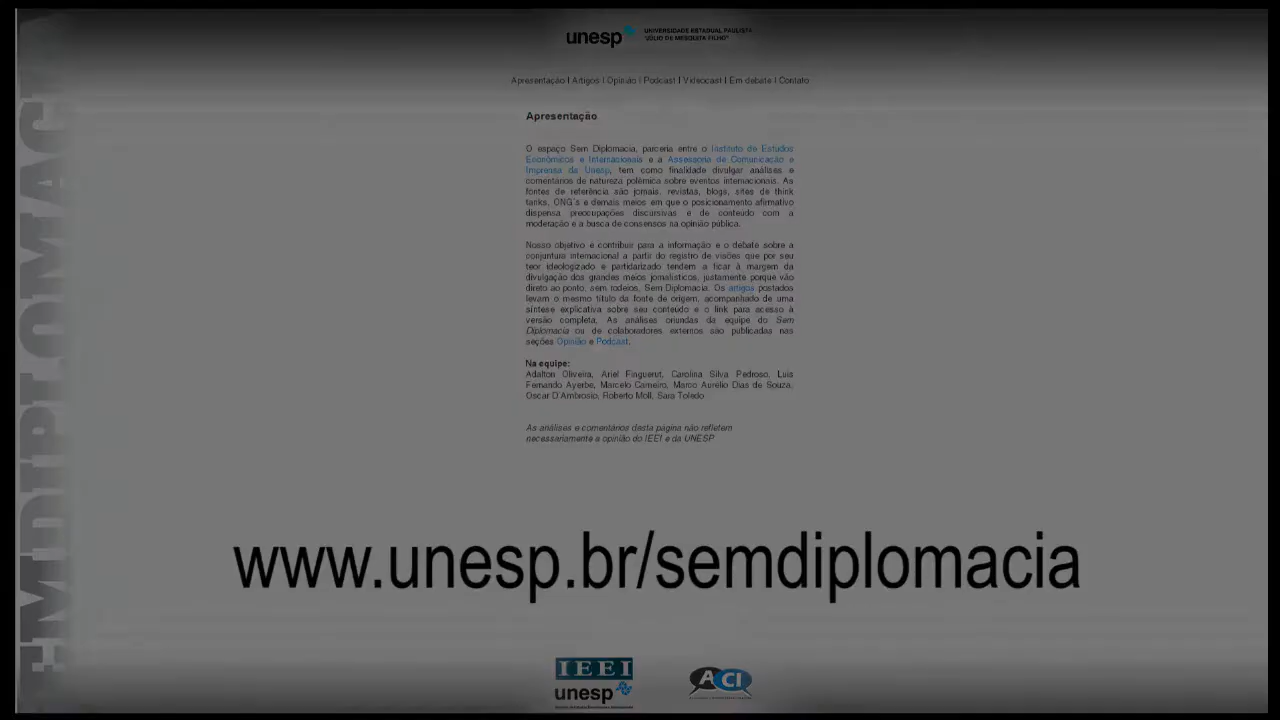 unesp
UNIVERSIDADE ESTADUAL PAULISTA
"JÚLIO DE MESQUITA FILHO"
Apresentação | Artigos | Opinião | Podcast | Videocast | Em debate | Contato
Apresentação
O espaço Sem Diplomacia, parceria entre o Instituto de Estudos
Econômicos e Internacionais e a Assessoria de Comunicação e
Imprensa da Unesp, tem como finalidade divulgar análises e
comentários de natureza polêmica sobre eventos internacionais. As
fontes de referência são jornais, revistas, blogs, sites de think
tanks, ONG's e demais meios em que o posicionamento afirmativo
dispensa preocupações discursivas e de conteúdo com a
moderação e a busca de consensos na opinião pública.
Nosso objetivo é contribuir para a informação e o debate sobre a
conjuntura internacional a partir do registro de visões que por seu
teor ideologizado e partidarizado tendem a ficar à margem da
divulgação dos grandes meios jornalísticos, justamente porque vão
direto ao ponto, sem rodeios, Sem Diplomacia. Os artigos postados
levam o mesmo título da fonte de origem, acompanhado de uma
síntese explicativa sobre seu conteúdo e o link para acesso à
versão completa. As análises oriundas da equipe do Sem
Diplomacia ou de colaboradores externos são publicadas nas
seções Opinião e Podcast.
Na equipe:
Adalton Oliveira, Ariel Finguerut, Carolina Silva Pedroso, Luis
Fernando Ayerbe, Marcelo Carneiro, Marco Aurélio Dias de Souza,
Oscar D'Ambrosio, Roberto Moll, Sara Toledo
As análises e comentários desta página não refletem
necessariamente a opinião do IEEI e da UNESP
SEMDIPLOMAC
www.unesp.br/semdiplomacia
IEEI
unesp
ACI